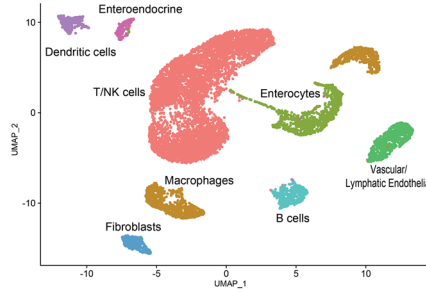 Enteroendocrine
10
Dendritic cells
T/NK cells
Enterocytes
0
UMAP_2
Vascular/
Lymphatic Endothelia
Macrophages
-10
B cells
Fibroblasts
-10
-5
0
5
10
UMAP_1